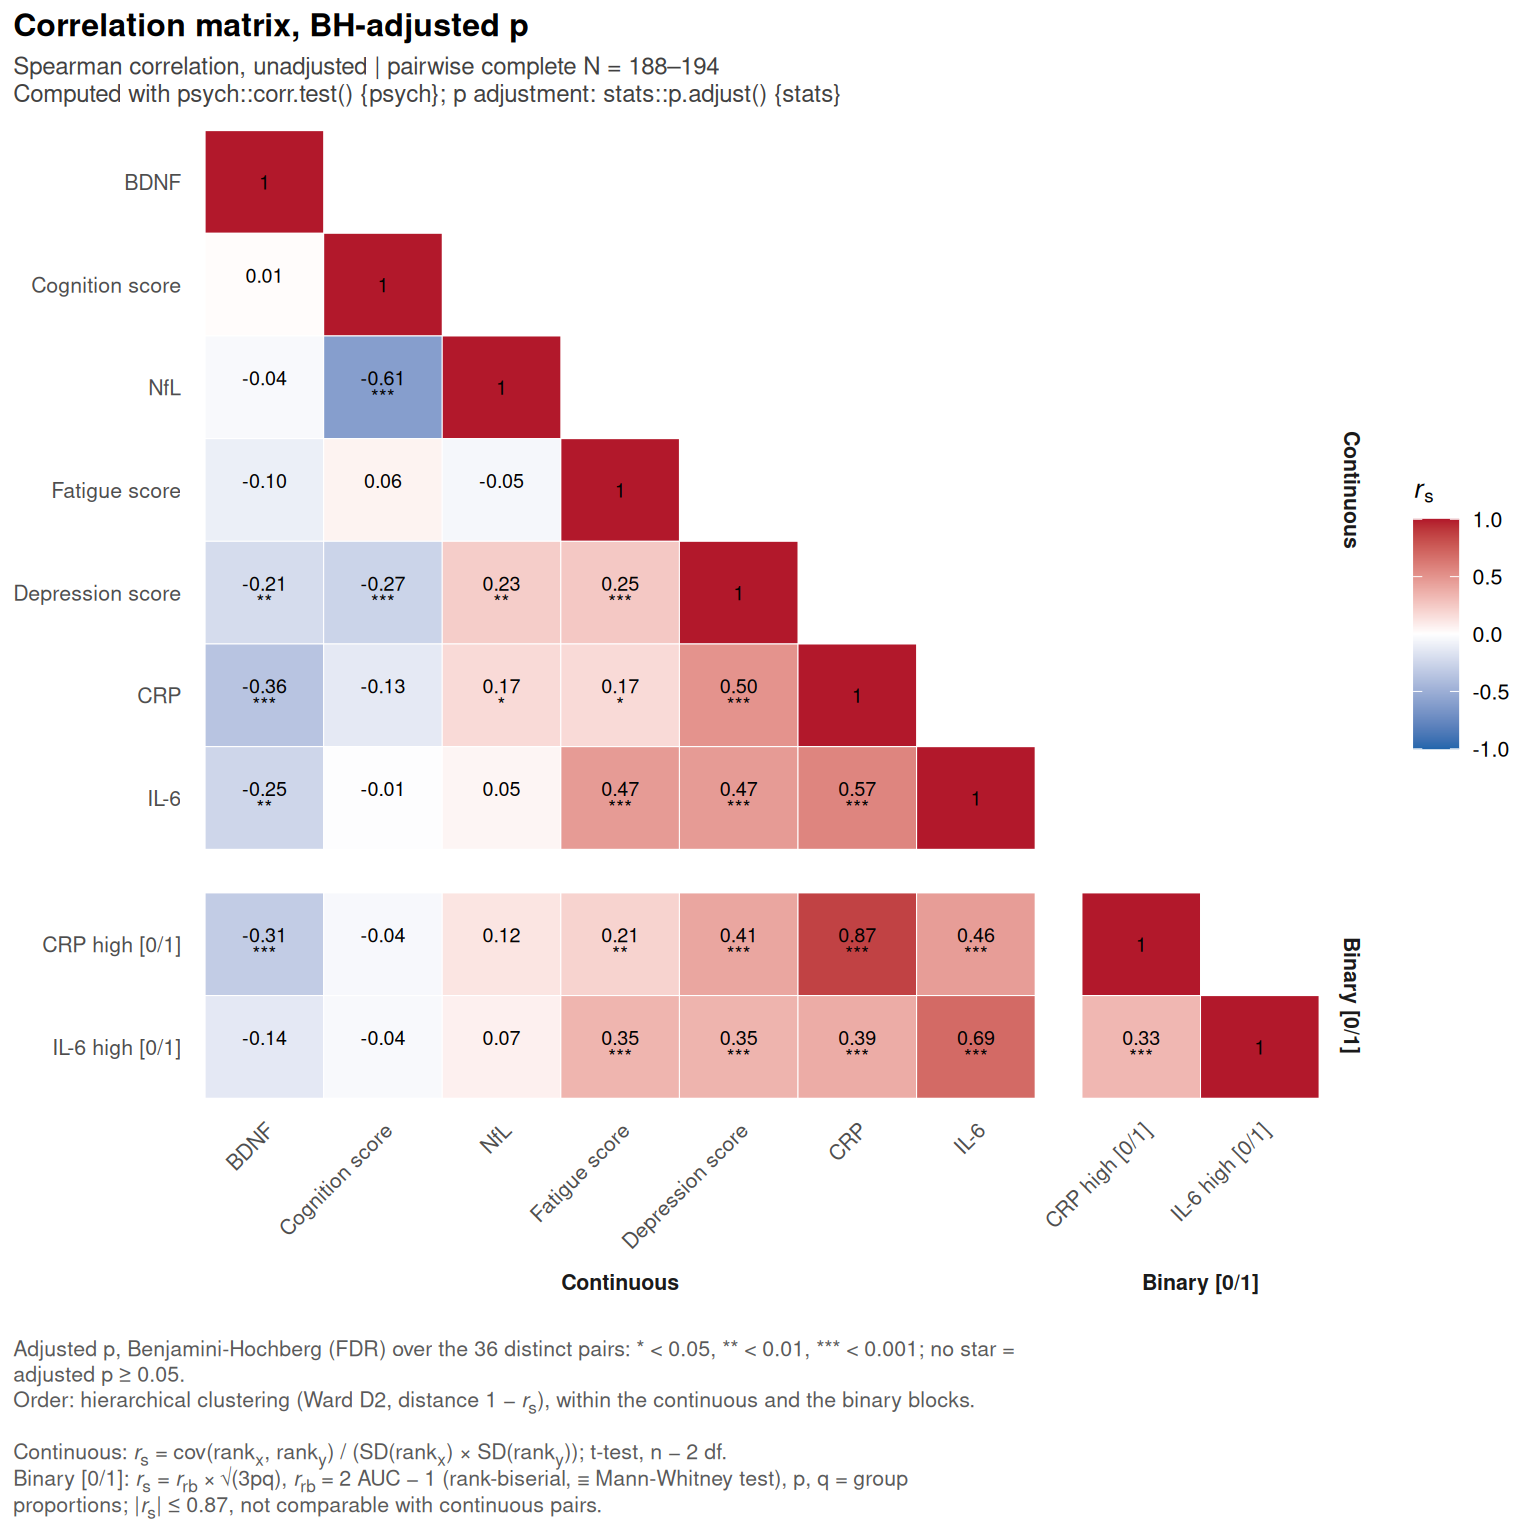 Correlation matrix, BH-adjusted p
Spearman correlation, unadjusted | pairwise complete N = 188–194
Computed with psych::corr.test() {psych}; p adjustment: stats::p.adjust() {stats}
BDNF 1
Cognition score 0.01 1
NfL -0.04 -0.61 *** 1
Fatigue score -0.10 0.06 -0.05 1
Depression score -0.21 ** -0.27 *** 0.23 ** 0.25 *** 1
CRP -0.36 *** -0.13 0.17 * 0.17 * 0.50 *** 1
IL-6 -0.25 ** -0.01 0.05 0.47 *** 0.47 *** 0.57 *** 1
CRP high [0/1] -0.31 *** -0.04 0.12 0.21 ** 0.41 *** 0.87 *** 0.46 *** 1
IL-6 high [0/1] -0.14 -0.04 0.07 0.35 *** 0.35 *** 0.39 *** 0.69 *** 0.33 *** 1
BDNF Cognition score NfL Fatigue score Depression score CRP IL-6 CRP high [0/1] IL-6 high [0/1]
Continuous Binary [0/1]
Continuous
Binary [0/1]
rs
1.0
0.5
0.0
-0.5
-1.0
Adjusted p, Benjamini-Hochberg (FDR) over the 36 distinct pairs: * < 0.05, ** < 0.01, *** < 0.001; no star =
adjusted p ≥ 0.05.
Order: hierarchical clustering (Ward D2, distance 1 − rs), within the continuous and the binary blocks.
Continuous: rs = cov(rankx, ranky) / (SD(rankx) × SD(ranky)); t-test, n − 2 df.
Binary [0/1]: rs = rrb × √(3pq), rrb = 2 AUC − 1 (rank-biserial, ≡ Mann-Whitney test), p, q = group
proportions; |rs| ≤ 0.87, not comparable with continuous pairs.